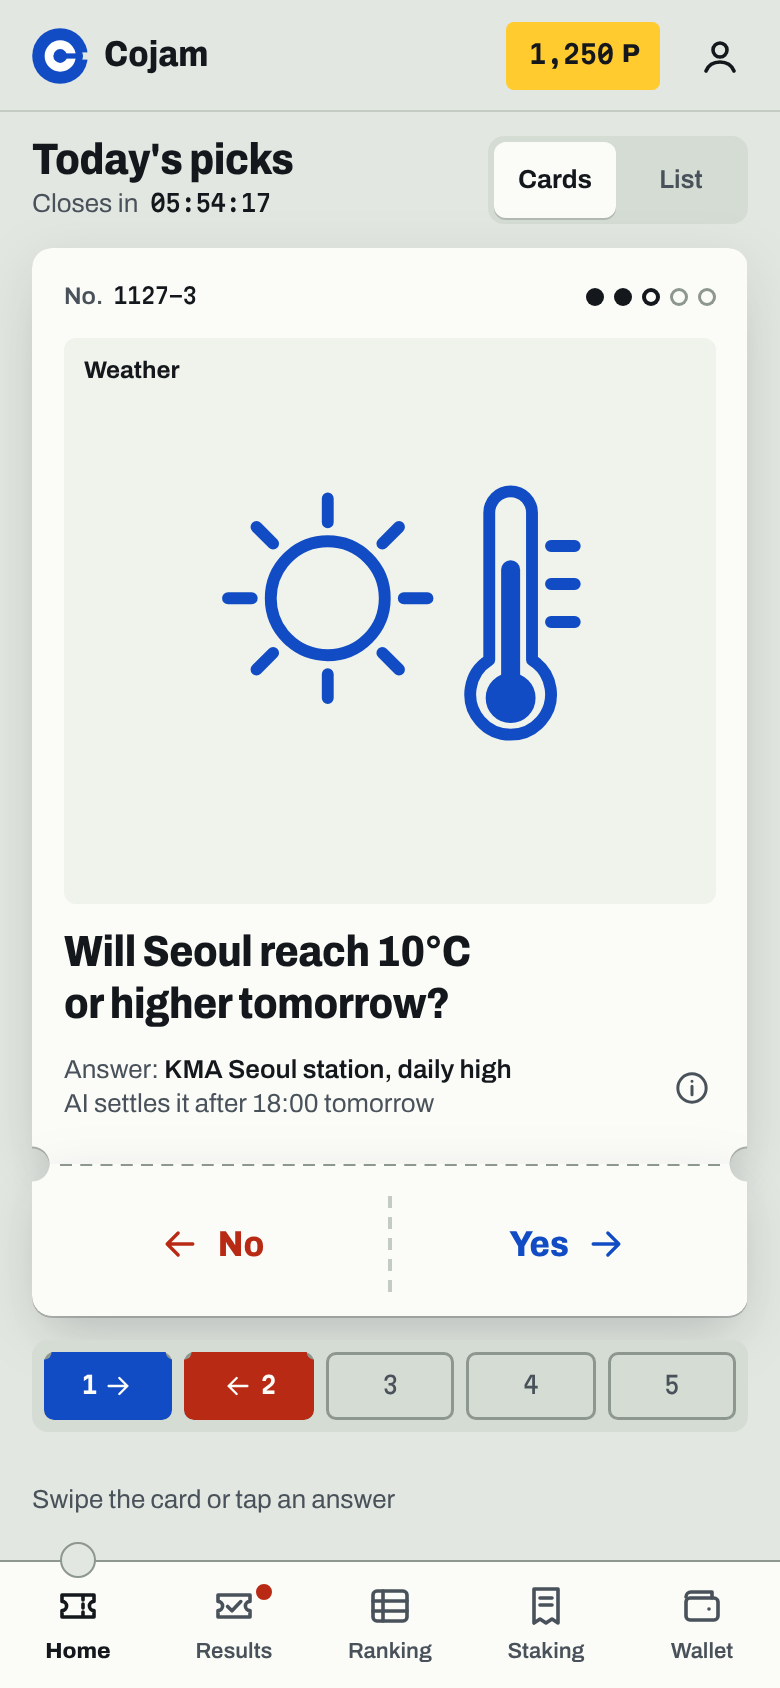 Cojam
1,250 P
Today's picks
Closes in 05:54:17
Cards
List
No. 1127–3
Weather
Will Seoul reach 10°C
or higher tomorrow?
Answer: KMA Seoul station, daily high
AI settles it after 18:00 tomorrow
← No
Yes →
1 →
← 2
3
4
5
Swipe the card or tap an answer
Home
Results
Ranking
Staking
Wallet